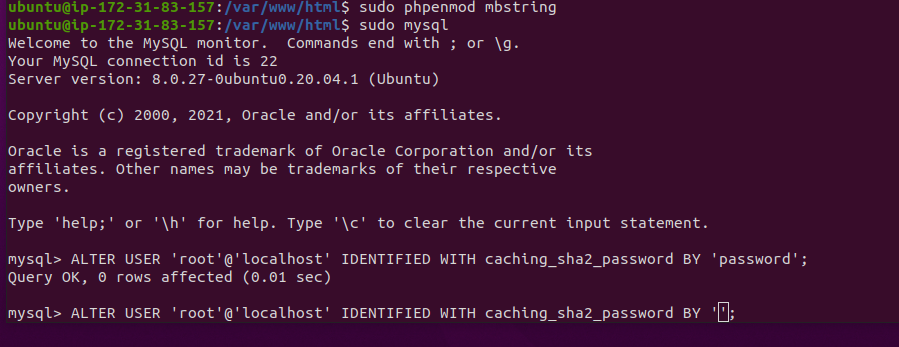 ubuntu@ip-172-31-83-157:/var/www/html$ sudo phpenmod mbstring
ubuntu@ip-172-31-83-157:/var/www/html$ sudo mysql
Welcome to the MySQL monitor.  Commands end with ; or \g.
Your MySQL connection id is 22
Server version: 8.0.27-0ubuntu0.20.04.1 (Ubuntu)
Copyright (c) 2000, 2021, Oracle and/or its affiliates.
Oracle is a registered trademark of Oracle Corporation and/or its
affiliates. Other names may be trademarks of their respective
owners.
Type 'help;' or '\h' for help. Type '\c' to clear the current input statement.
mysql> ALTER USER 'root'@'localhost' IDENTIFIED WITH caching_sha2_password BY 'password';
Query OK, 0 rows affected (0.01 sec)
mysql> ALTER USER 'root'@'localhost' IDENTIFIED WITH caching_sha2_password BY '';